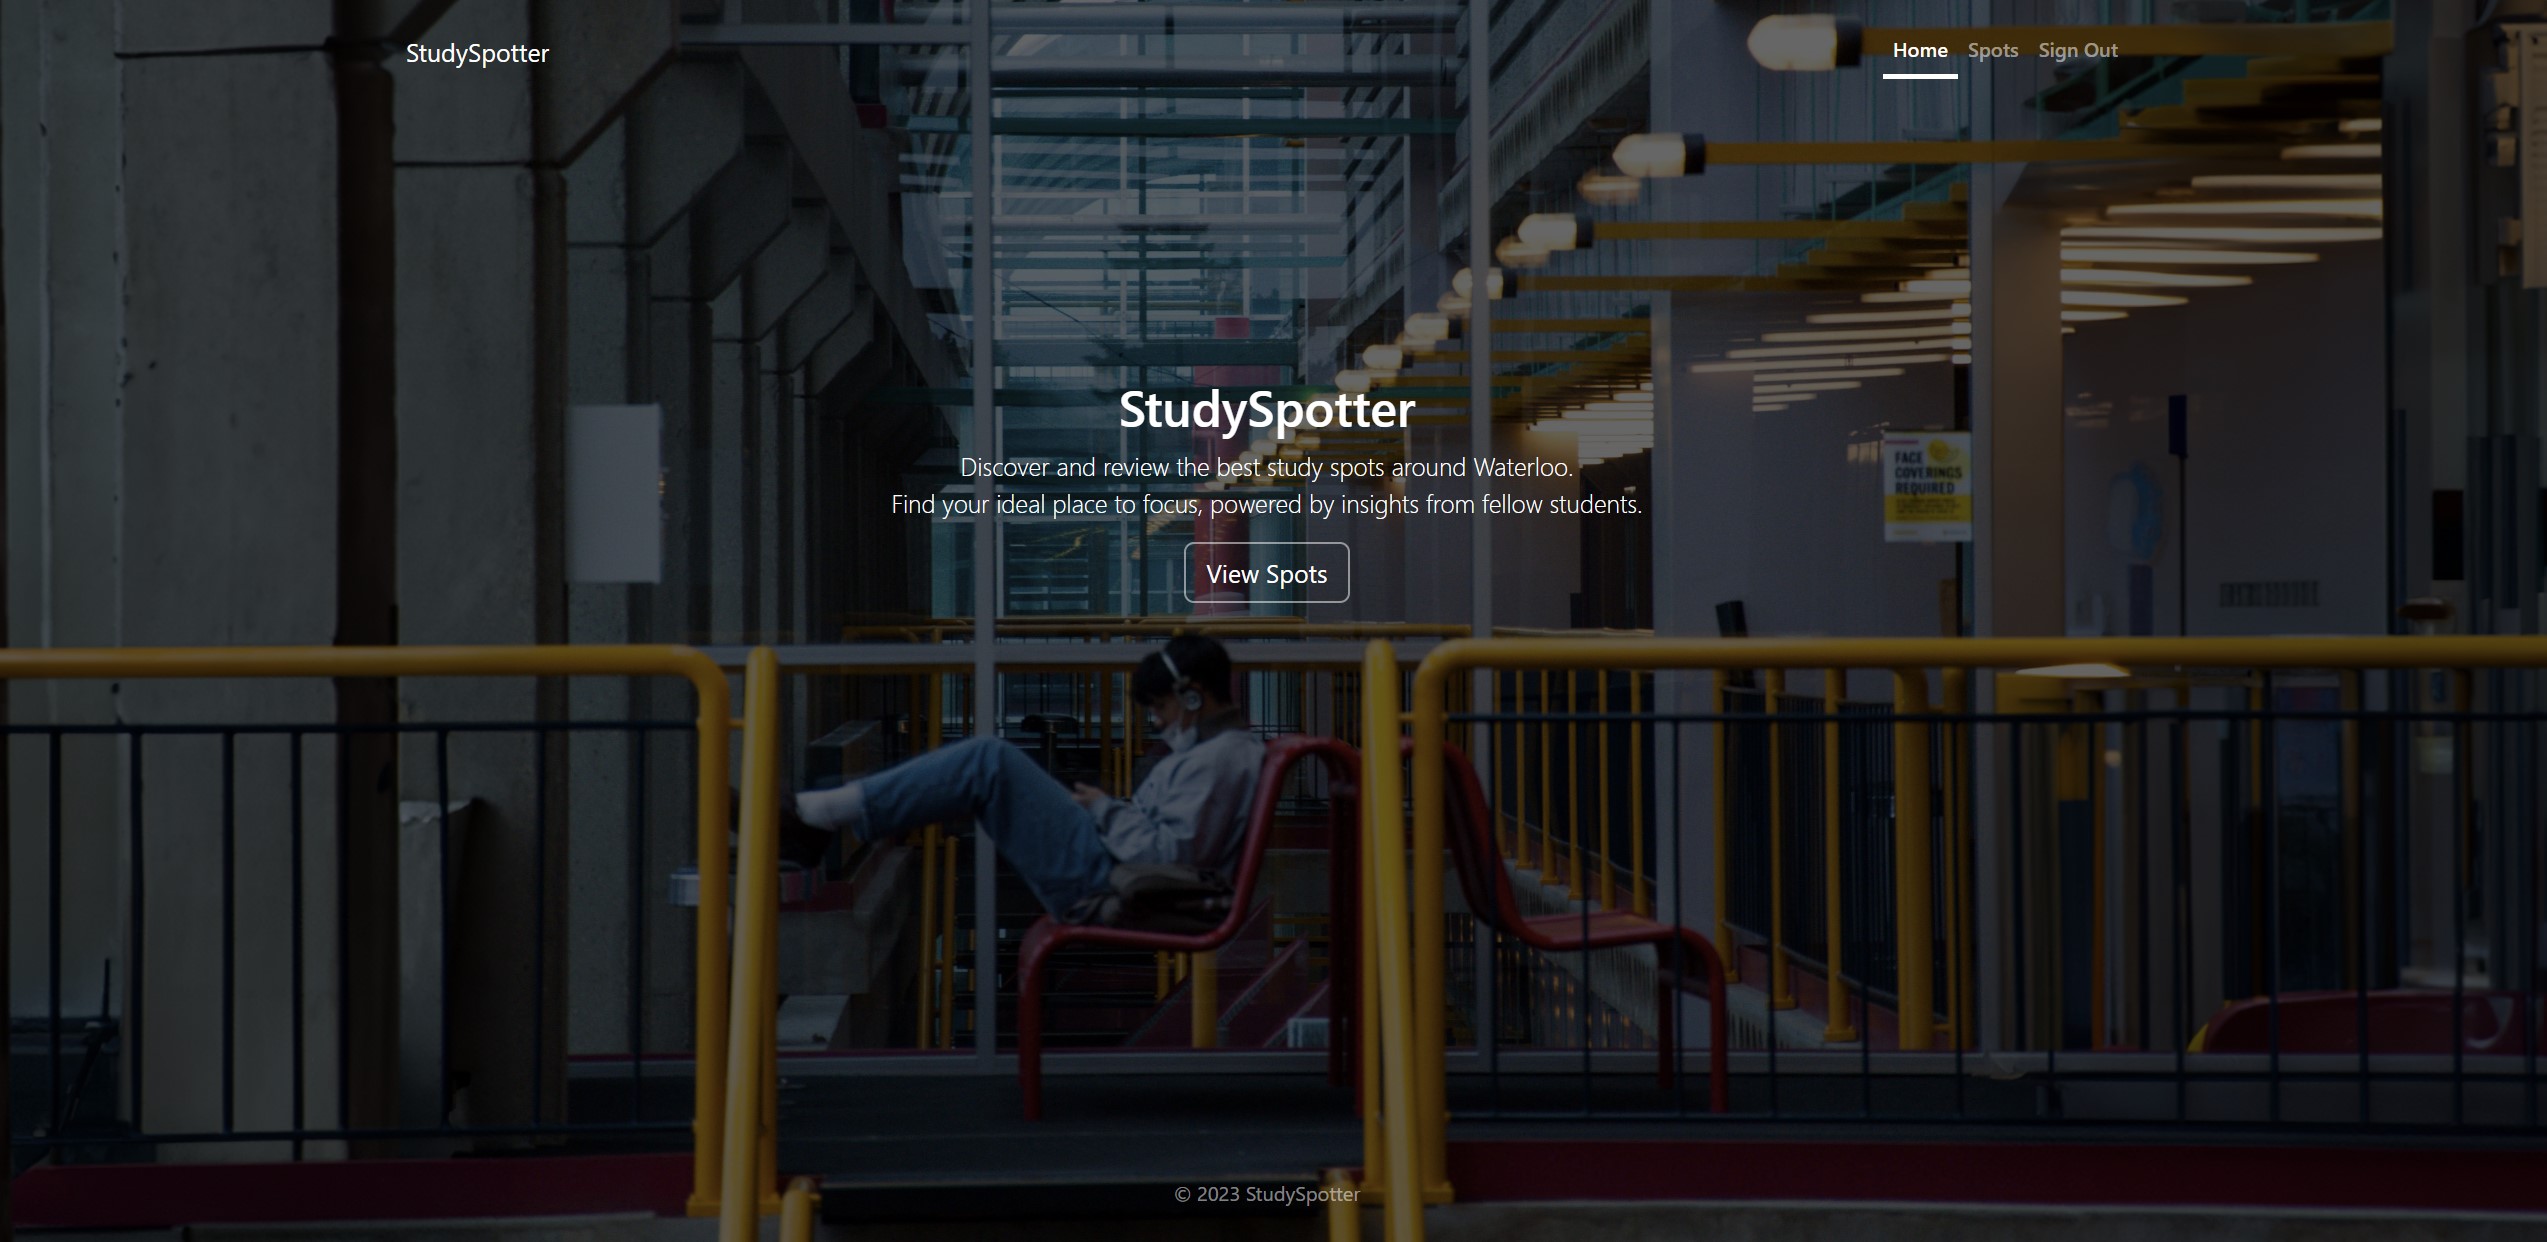 StudySpotter
Home Spots Sign Out
StudySpotter
Discover and review the best study spots around Waterloo.
Find your ideal place to focus, powered by insights from fellow students.
FACE
COVERINGS
REQUIRED
View Spots
© 2023 StudySpotter